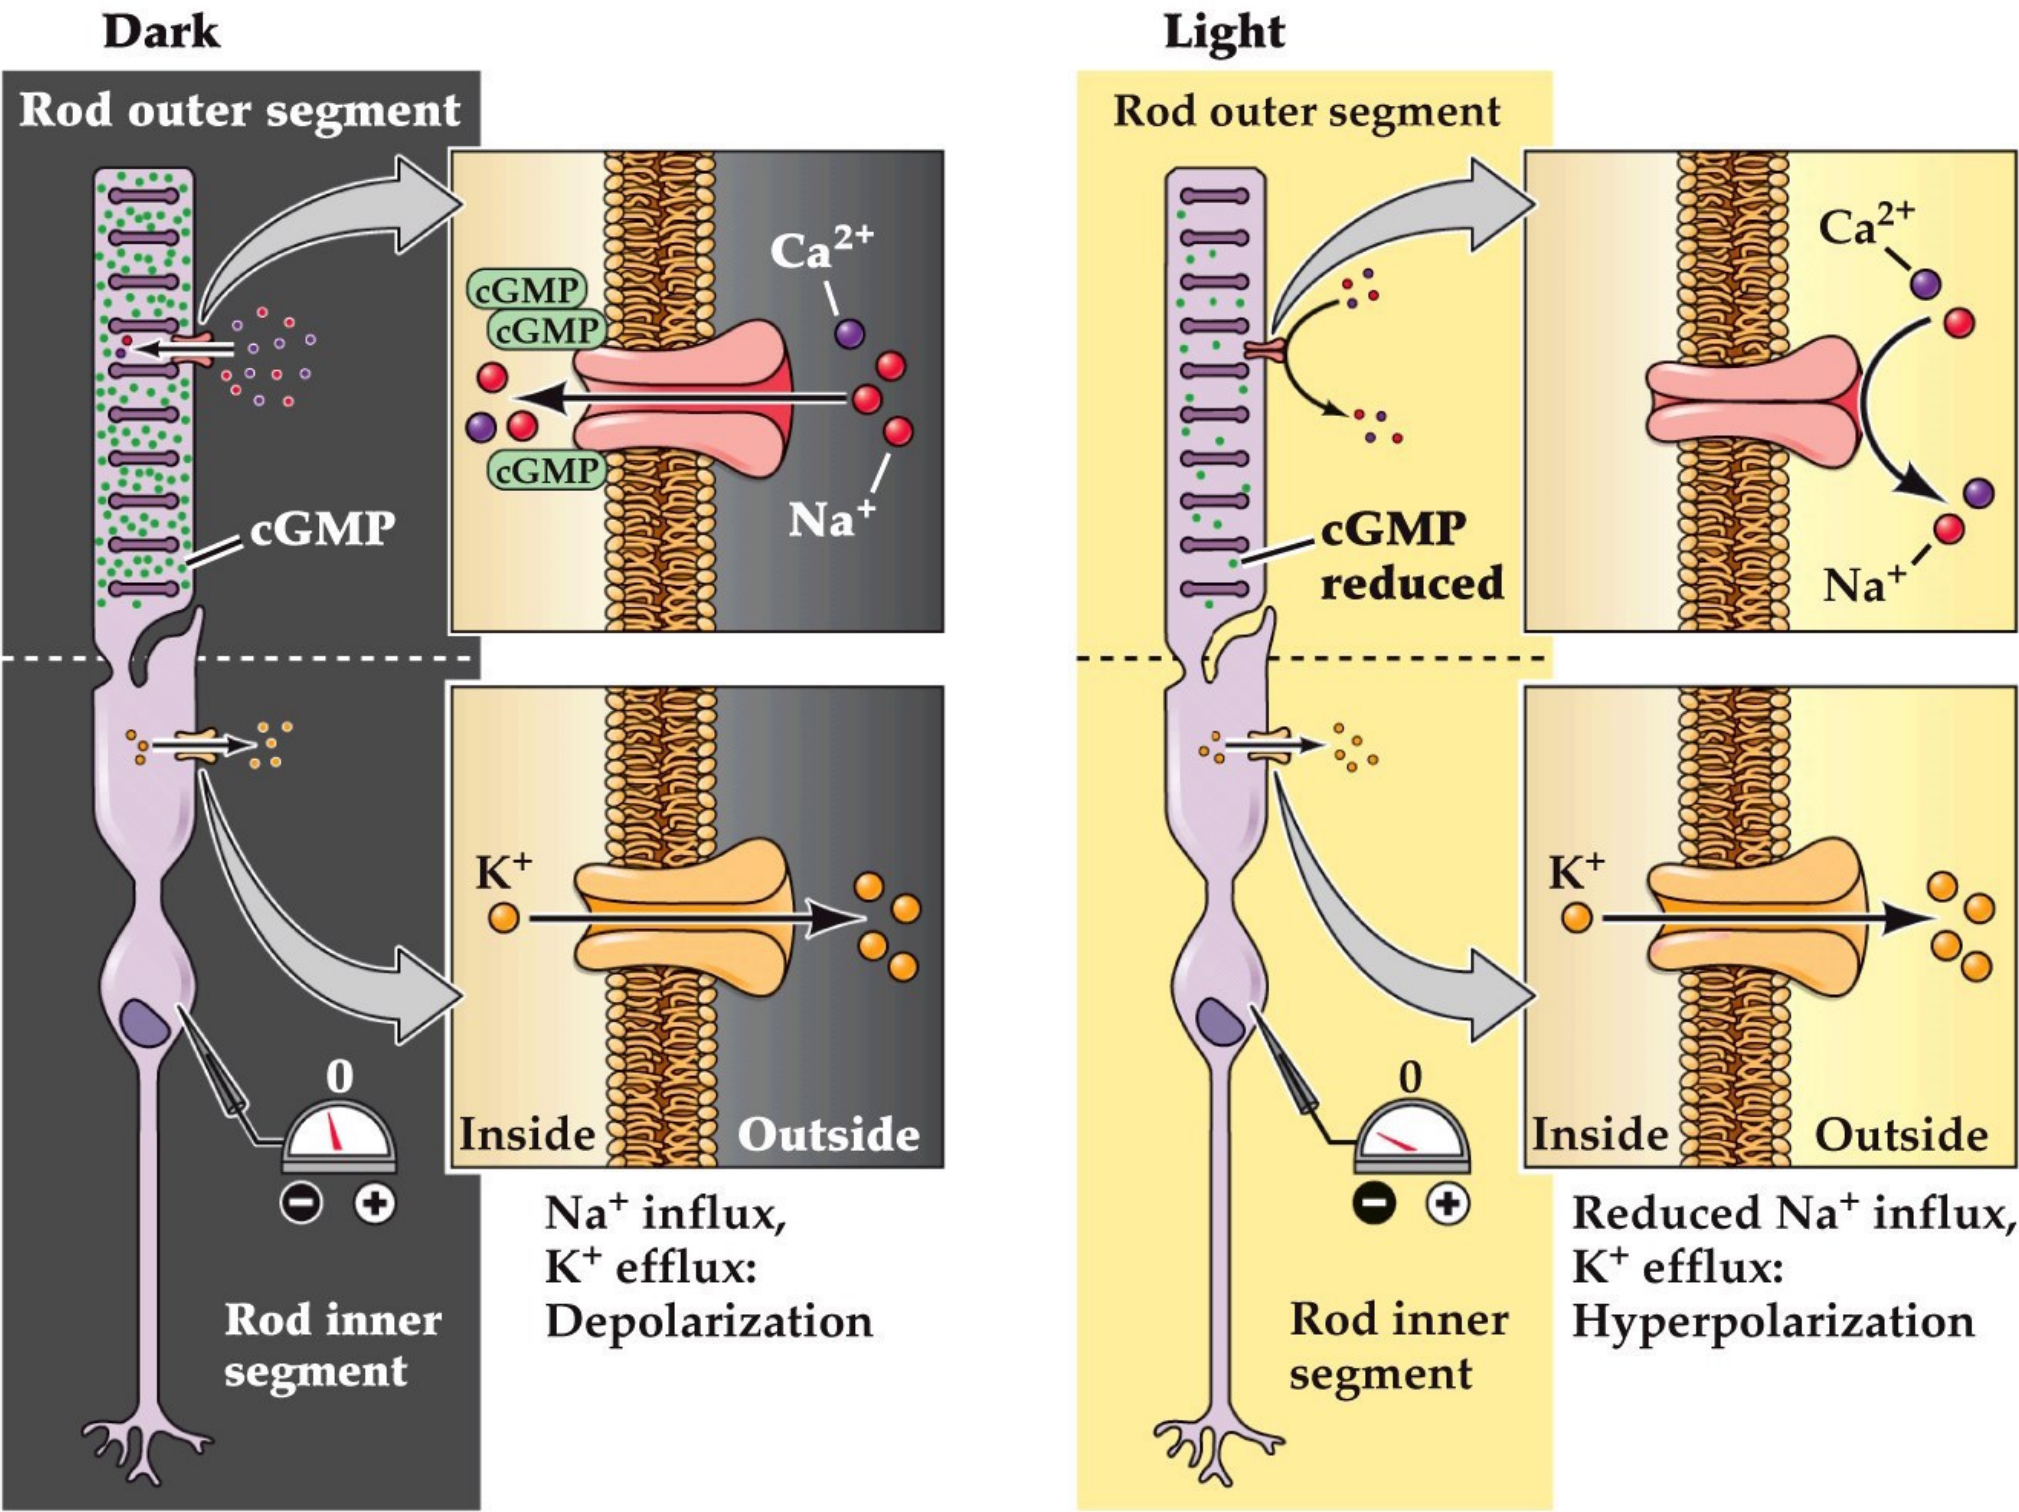 Dark
Rod outer segment
Ca²⁺
cGMP
cGMP
cGMP
Na⁺
cGMP
K⁺
0
Inside
Outside
−
+
Na⁺ influx,
K⁺ efflux:
Depolarization
Rod inner
segment
Light
Rod outer segment
Ca²⁺
cGMP
reduced
Na⁺
K⁺
0
Inside
Outside
−
+
Reduced Na⁺ influx,
K⁺ efflux:
Hyperpolarization
Rod inner
segment